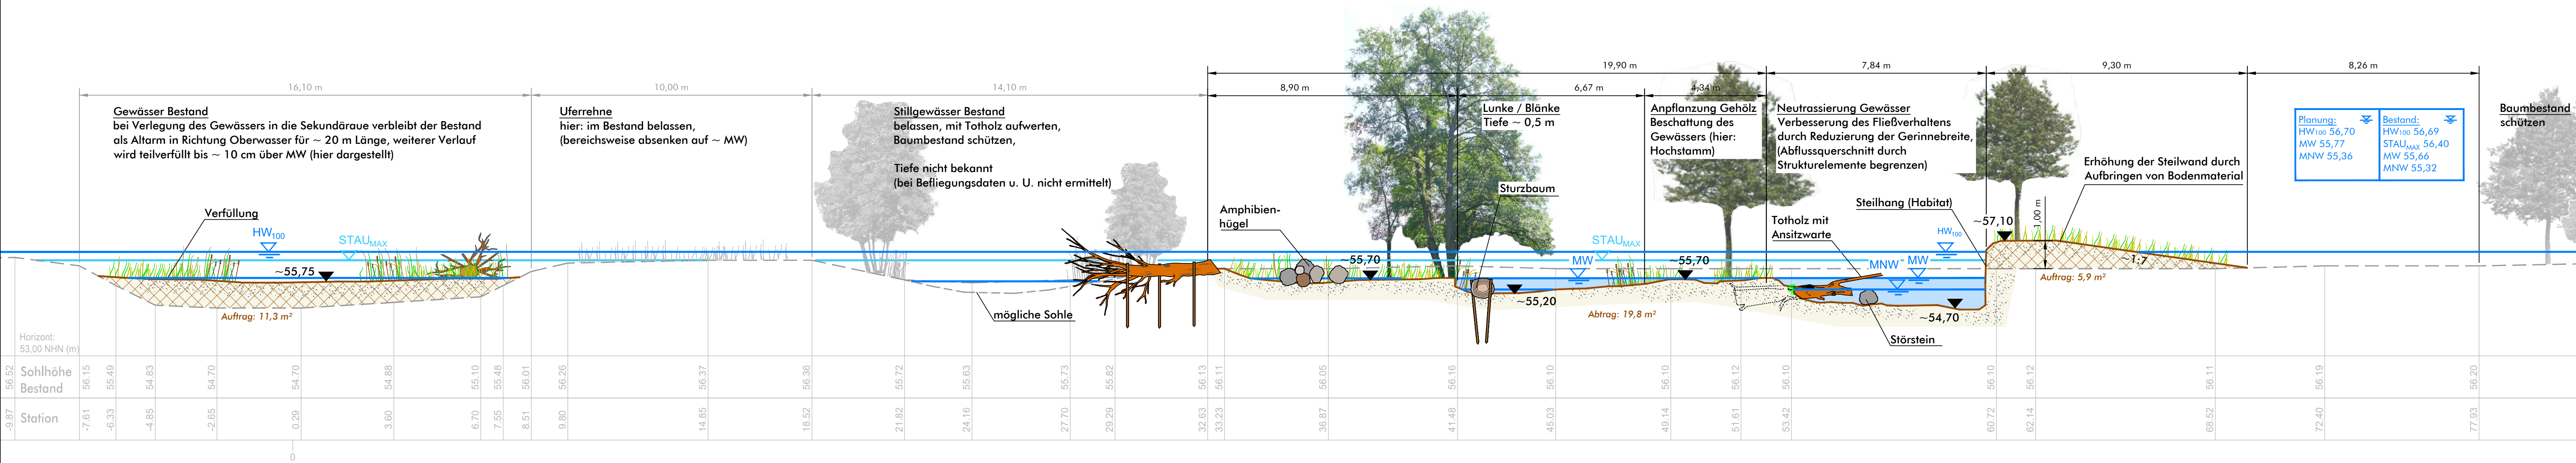 16,10 m
10,00 m
14,10 m
19,90 m
8,90 m
6,67 m
4,34 m
7,84 m
9,30 m
8,26 m
Gewässer Bestand
bei Verlegung des Gewässers in die Sekundäraue verbleibt der Bestand
als Altarm in Richtung Oberwasser für ~ 20 m Länge, weiterer Verlauf
wird teilverfüllt bis ~ 10 cm über MW (hier dargestellt)
Uferrehne
hier: im Bestand belassen,
(bereichsweise absenken auf ~ MW)
Stillgewässer Bestand
belassen, mit Totholz aufwerten,
Baumbestand schützen,
Tiefe nicht bekannt
(bei Befliegungsdaten u. U. nicht ermittelt)
Lunke / Blänke
Tiefe ~ 0,5 m
Anpflanzung Gehölz
Beschattung des
Gewässers (hier:
Hochstamm)
Neutrassierung Gewässer
Verbesserung des Fließverhaltens
durch Reduzierung der Gerinnebreite,
(Abflussquerschnitt durch
Strukturelemente begrenzen)
Erhöhung der Steilwand durch
Aufbringen von Bodenmaterial
Planung:
HW100 56,70
MW 55,77
MNW 55,36
Bestand:
HW100 56,69
STAUMAX 56,40
MW 55,66
MNW 55,32
Baumbestand
schützen
Verfüllung
HW100
STAUMAX
~55,75
Auftrag: 11,3 m²
mögliche Sohle
Amphibien-
hügel
~55,70
Sturzbaum
~55,20
MW
STAUMAX
~55,70
Abtrag: 19,8 m²
Totholz mit
Ansitzwarte
Steilhang (Habitat)
HW100
MNW
MW
~54,70
Störstein
~57,10
1,00 m
~1:7
Auftrag: 5,9 m²
Horizont:
53,00 NHN (m)
Sohlhöhe
Bestand
56.52 56.15 55.49 54.83 54.70 54.70 54.88 55.10 55.48 56.01 56.26 56.37 56.36 55.72 55.63 55.73 55.82 56.13 56.11 56.05 56.16 56.10 56.10 56.12 56.10 56.10 56.12 56.11 56.19 56.20
Station
-9.87 -7.61 -6.33 -4.85 -2.65 0.29 3.60 6.70 7.55 8.51 9.80 14.85 18.52 21.82 24.16 27.70 29.29 32.63 33.23 36.87 41.48 45.03 49.14 51.61 53.42 60.72 62.14 68.52 72.40 77.93
0